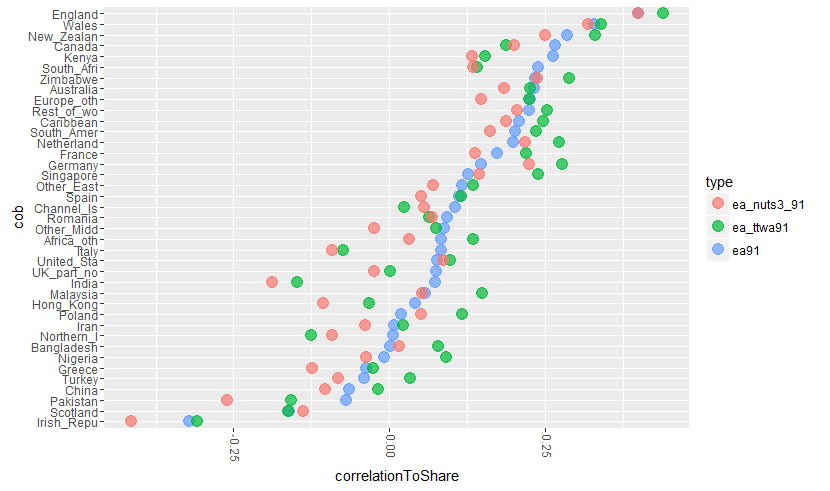 England
Wales
New_Zealan
Canada
Kenya
South_Afri
Zimbabwe
Australia
Europe_oth
Rest_of_wo
Caribbean
South_Amer
Netherland
France
Germany
Singapore
Other_East
Spain
Channel_Is
Romania
Other_Midd
Africa_oth
Italy
United_Sta
UK_part_no
India
Malaysia
Hong_Kong
Poland
Iran
Northern_I
Bangladesh
Nigeria
Greece
Turkey
China
Pakistan
Scotland
Irish_Repu
cob
-0.25
0.00
0.25
correlationToShare
type
ea_nuts3_91
ea_ttwa91
ea91